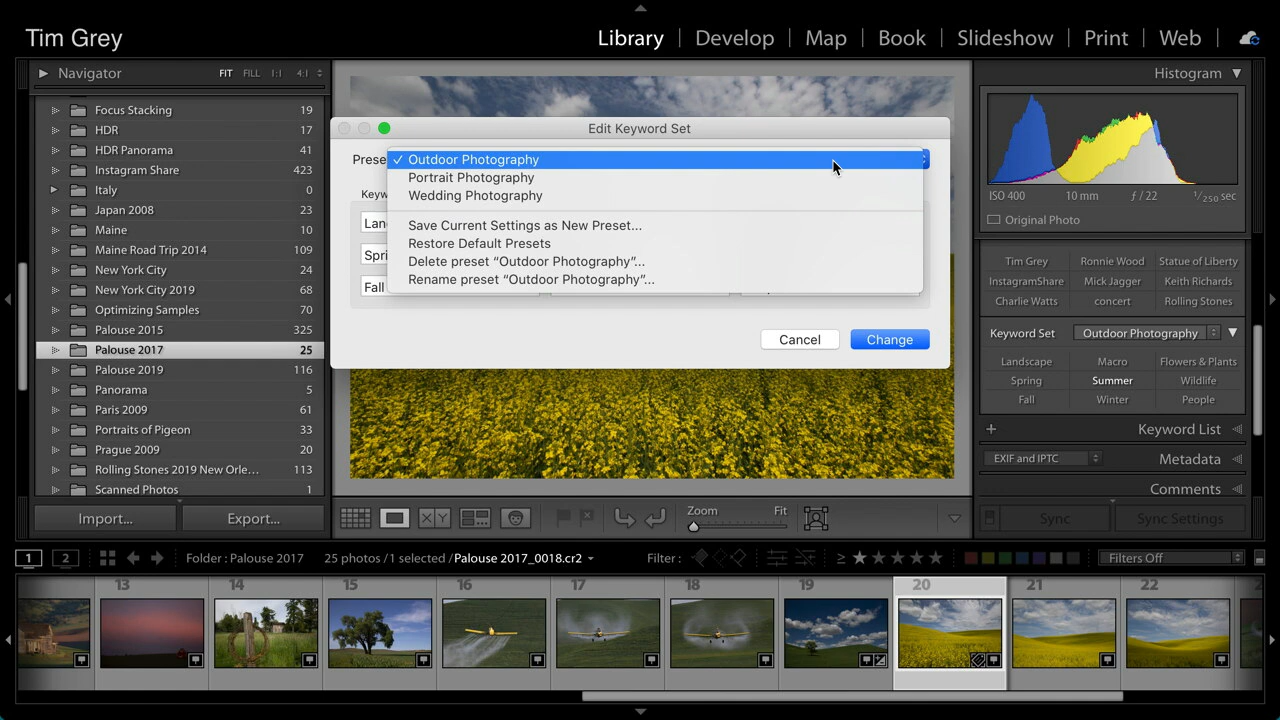 Tim Grey
Library | Develop | Map | Book | Slideshow | Print | Web |
Navigator FIT FILL 1:1 4:1
Focus Stacking 19
HDR 17
HDR Panorama 41
Instagram Share 423
Italy 0
Japan 2008 23
Maine 10
Maine Road Trip 2014 109
New York City 24
New York City 2019 68
Optimizing Samples 70
Palouse 2015 325
Palouse 2017 25
Palouse 2019 116
Panorama 5
Paris 2009 61
Portraits of Pigeon 33
Prague 2009 20
Rolling Stones 2019 New Orle... 113
Scanned Photos 1
Import... Export...
Edit Keyword Set
Prese
✓ Outdoor Photography
Portrait Photography
Wedding Photography
Save Current Settings as New Preset...
Restore Default Presets
Delete preset “Outdoor Photography”...
Rename preset “Outdoor Photography”...
Keyw
Lan
Spri
Fall
Cancel Change
Histogram
ISO 400 10 mm ƒ / 22 1/250 sec
Original Photo
Tim Grey Ronnie Wood Statue of Liberty
InstagramShare Mick Jagger Keith Richards
Charlie Watts concert Rolling Stones
Keyword Set Outdoor Photography
Landscape Macro Flowers & Plants
Spring Summer Wildlife
Fall Winter People
+ Keyword List
EXIF and IPTC Metadata
Comments
Sync Sync Settings
X Y Zoom Fit
1 2 Folder : Palouse 2017 25 photos / 1 selected / Palouse 2017_0018.cr2 Filter : ≥ ★ ★ ★ ★ ★ Filters Off
13 14 15 16 17 18 19 20 21 22